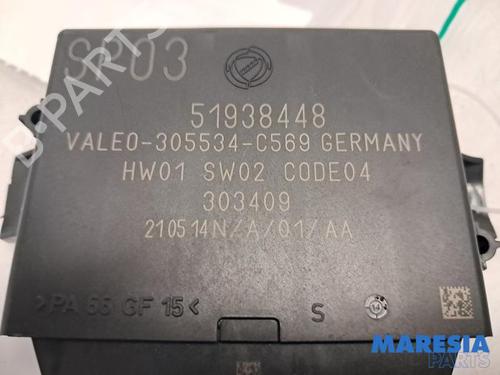 SP03
51938448
VALEO-305534-C569 GERMANY
HW01 SW02 CODE04
303409
210514N/A/01/AA
>PA 66 GF 15<
S
MARESIA
PARTS